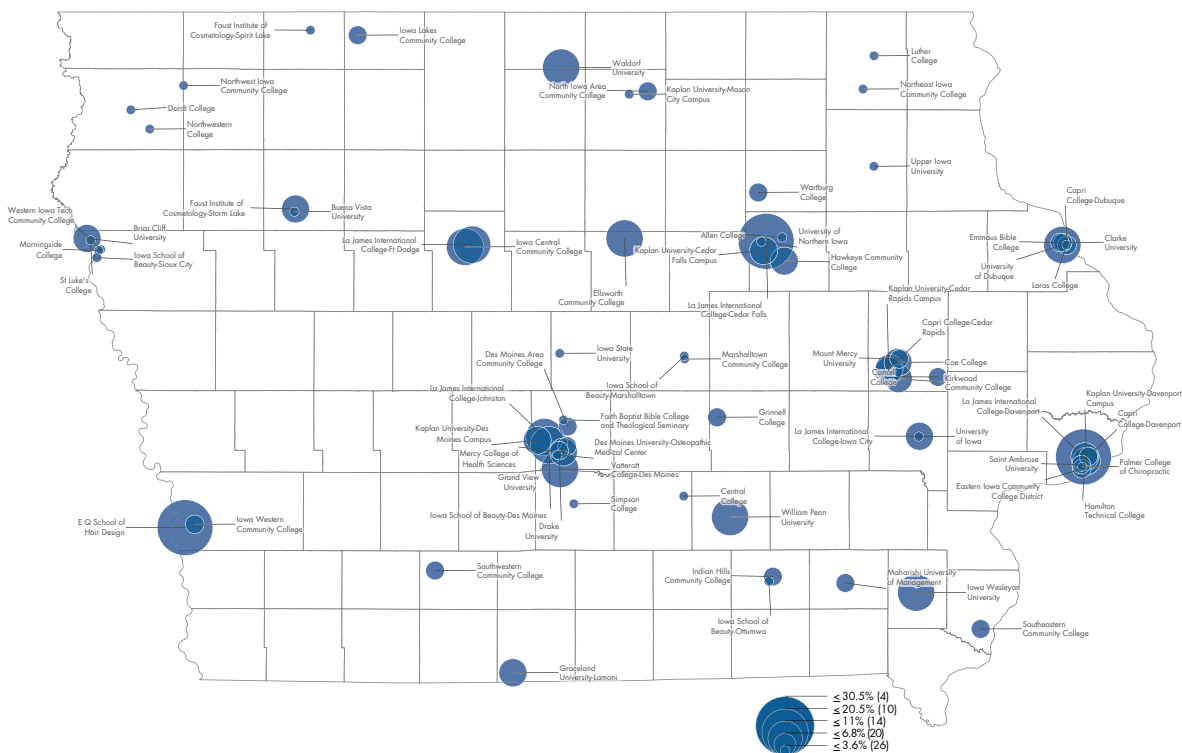 Faust Institute of
Cosmetology-Spirit Lake
Iowa Lakes
Community College
Luther
College
Waldorf
University
Northwest Iowa
Community College
North Iowa Area
Community College
Kaplan University-Mason
City Campus
Northeast Iowa
Community College
Dordt College
Northwestern
College
Upper Iowa
University
Wartburg
College
Capri
College-Dubuque
Western Iowa Tech
Community College
Faust Institute of
Cosmetology-Storm Lake
Buena Vista
University
Briar Cliff
University
Morningside
College
Iowa School of
Beauty-Sioux City
St Luke's
College
La James International
College-Ft Dodge
Iowa Central
Community College
Allen College
University of
Northern Iowa
Kaplan University-Cedar
Falls Campus
Hawkeye Community
College
Emmaus Bible
College
Clarke
University
University
of Dubuque
Loras College
Ellsworth
Community College
La James International
College-Cedar Falls
Kaplan University-Cedar
Rapids Campus
Capri College-Cedar
Rapids
Des Moines Area
Community College
Iowa State
University
Marshalltown
Community College
Mount Mercy
University
Coe College
Cornell
College
Kirkwood
Community College
Iowa School of
Beauty-Marshalltown
La James International
College-Johnston
Kaplan University-Davenport
Campus
La James International
College-Davenport
Capri
College-Davenport
Faith Baptist Bible College
and Theological Seminary
Grinnell
College
Kaplan University-Des
Moines Campus
La James International
College-Iowa City
University
of Iowa
Des Moines University-Osteopathic
Medical Center
Mercy College of
Health Sciences
Vatterott
College-Des Moines
Grand View
University
Saint Ambrose
University
Palmer College
of Chiropractic
Eastern Iowa Community
College District
Hamilton
Technical College
Simpson
College
Central
College
Iowa School of Beauty-Des Moines
Drake
University
William Penn
University
E Q School of
Hair Design
Iowa Western
Community College
Southwestern
Community College
Indian Hills
Community College
Maharishi University
of Management
Iowa Wesleyan
University
Iowa School of
Beauty-Ottumwa
Southeastern
Community College
Graceland
University-Lamoni
≤ 30.5% (4)
≤ 20.5% (10)
≤ 11% (14)
≤ 6.8% (20)
≤ 3.6% (26)